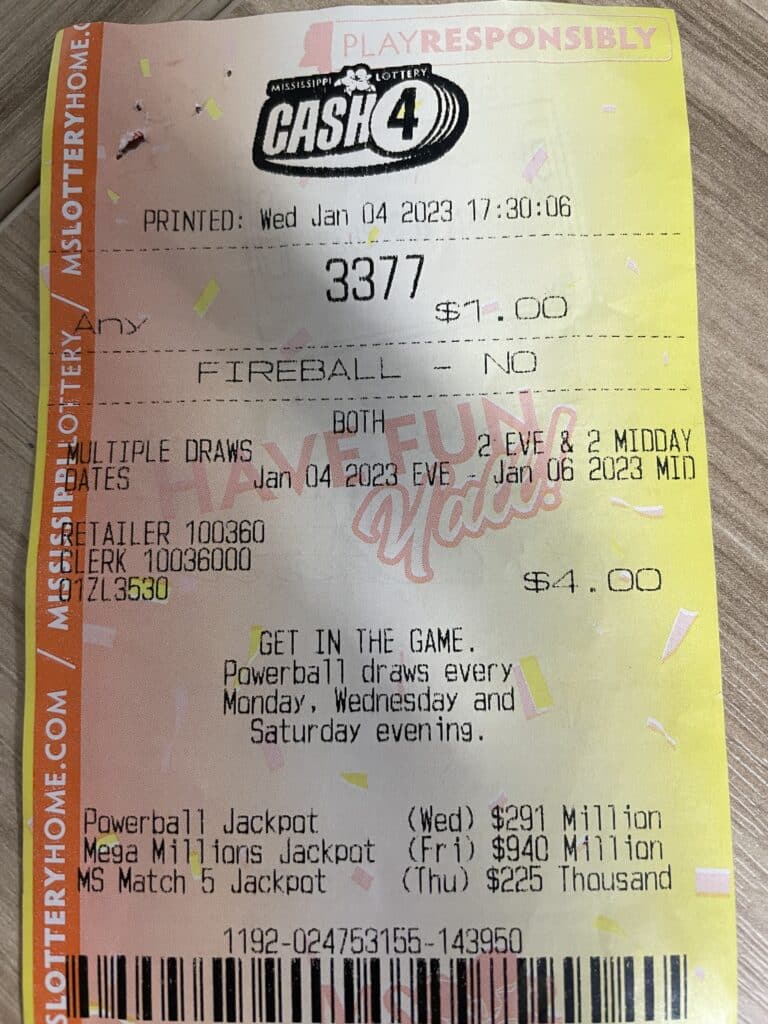 PLAYRESPONSIBLY
MISSISSIPPI LOTTERY
CASH 4
PRINTED: Wed Jan 04 2023 17:30:06
3377
Any $1.00
FIREBALL - NO
BOTH
MULTIPLE DRAWS 2 EVE & 2 MIDDAY
DATES Jan 04 2023 EVE - Jan 06 2023 MID
HAVE FUN
Y'all!
RETAILER 100360
CLERK 10036000
01ZL3530
$4.00
GET IN THE GAME.
Powerball draws every
Monday, Wednesday and
Saturday evening.
Powerball Jackpot (Wed) $291 Million
Mega Millions Jackpot (Fri) $940 Million
MS Match 5 Jackpot (Thu) $225 Thousand
1192-024753155-143950
SLOTTERYHOME.COM / MISSISSIPPI LOTTERY / MSLOTTERYHOME.C